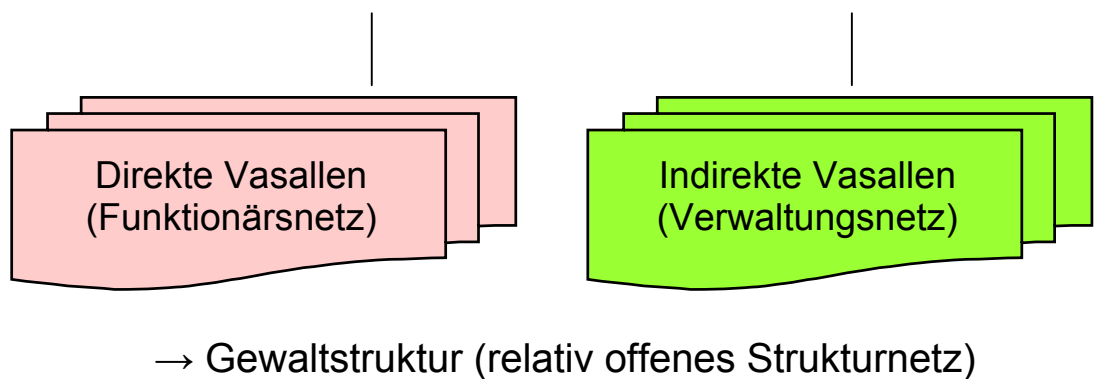 Direkte Vasallen
(Funktionärsnetz)
Indirekte Vasallen
(Verwaltungsnetz)
→ Gewaltstruktur (relativ offenes Strukturnetz)